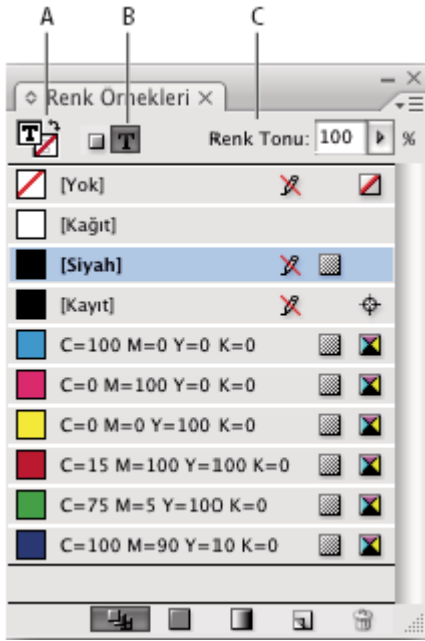 A B C
Renk Örnekleri ×
T T Renk Tonu: 100 %
[Yok]
[Kağıt]
[Siyah]
[Kayıt]
C=100 M=0 Y=0 K=0
C=0 M=100 Y=0 K=0
C=0 M=0 Y=100 K=0
C=15 M=100 Y=100 K=0
C=75 M=5 Y=100 K=0
C=100 M=90 Y=10 K=0